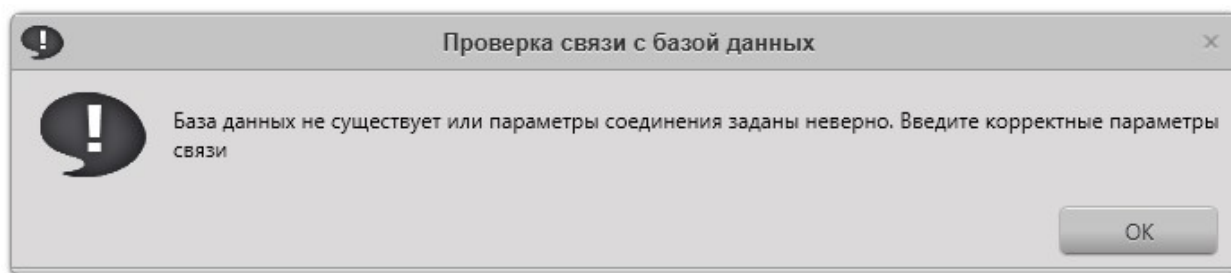 Проверка связи с базой данных
База данных не существует или параметры соединения заданы неверно. Введите корректные параметры
связи
OK